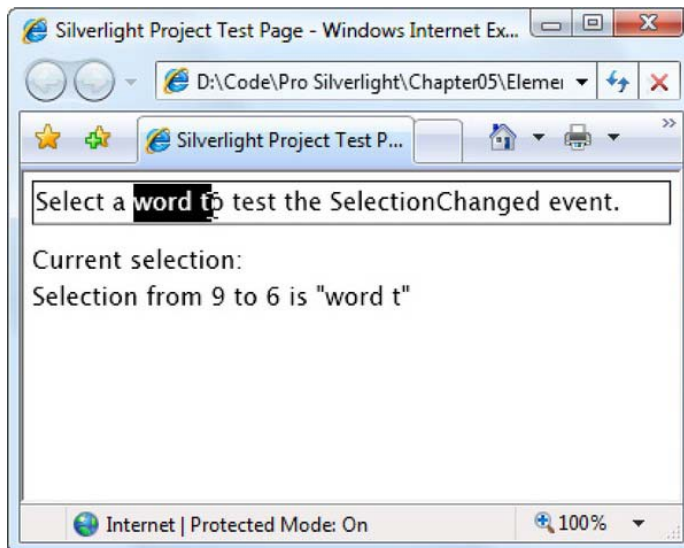 Silverlight Project Test Page - Windows Internet Ex...
D:\Code\Pro Silverlight\Chapter05\Elemei
Silverlight Project Test P...
Select a word to test the SelectionChanged event.
Current selection:
Selection from 9 to 6 is "word t"
Internet | Protected Mode: On
100%